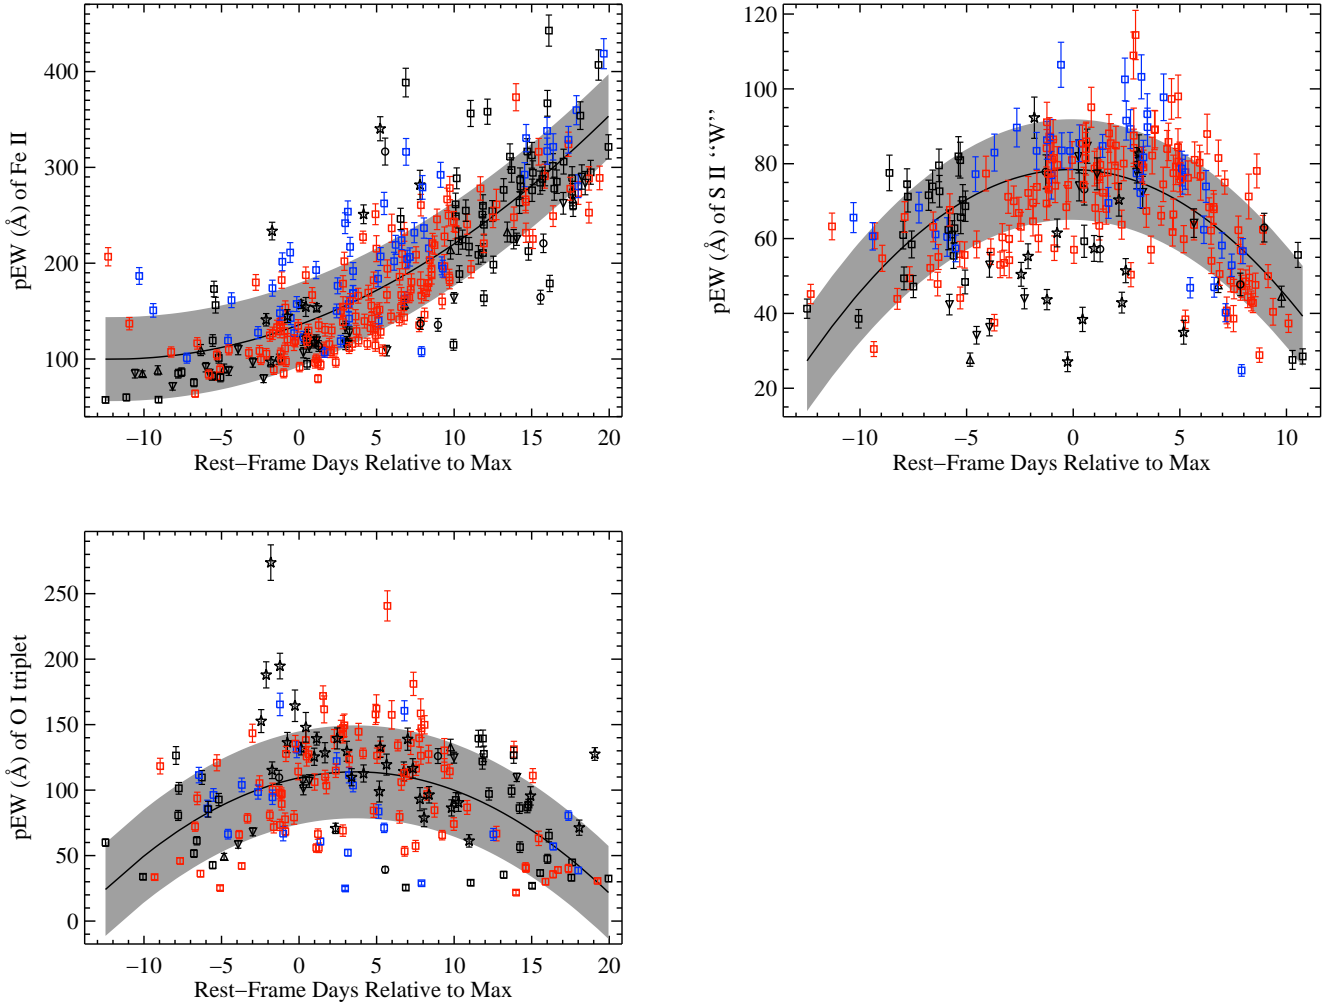 400
300
200
100
pEW (Å) of Fe II
−10 −5 0 5 10 15 20
Rest−Frame Days Relative to Max
120
100
80
60
40
20
pEW (Å) of S II “W”
−10 −5 0 5 10
Rest−Frame Days Relative to Max
250
200
150
100
50
0
pEW (Å) of O I triplet
−10 −5 0 5 10 15 20
Rest−Frame Days Relative to Max